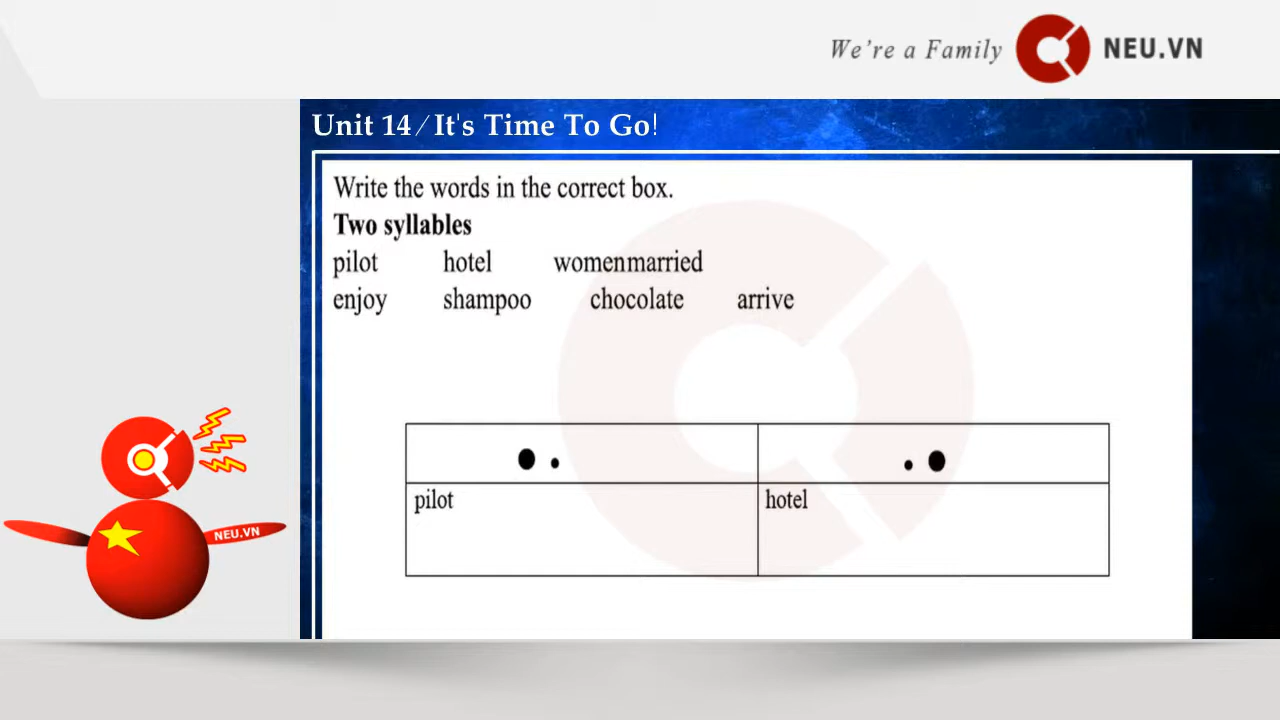 We're a Family NEU.VN
Unit 14 / It's Time To Go!
Write the words in the correct box.
Two syllables
pilot hotel womenmarried
enjoy shampoo chocolate arrive
pilot hotel
NEU.VN